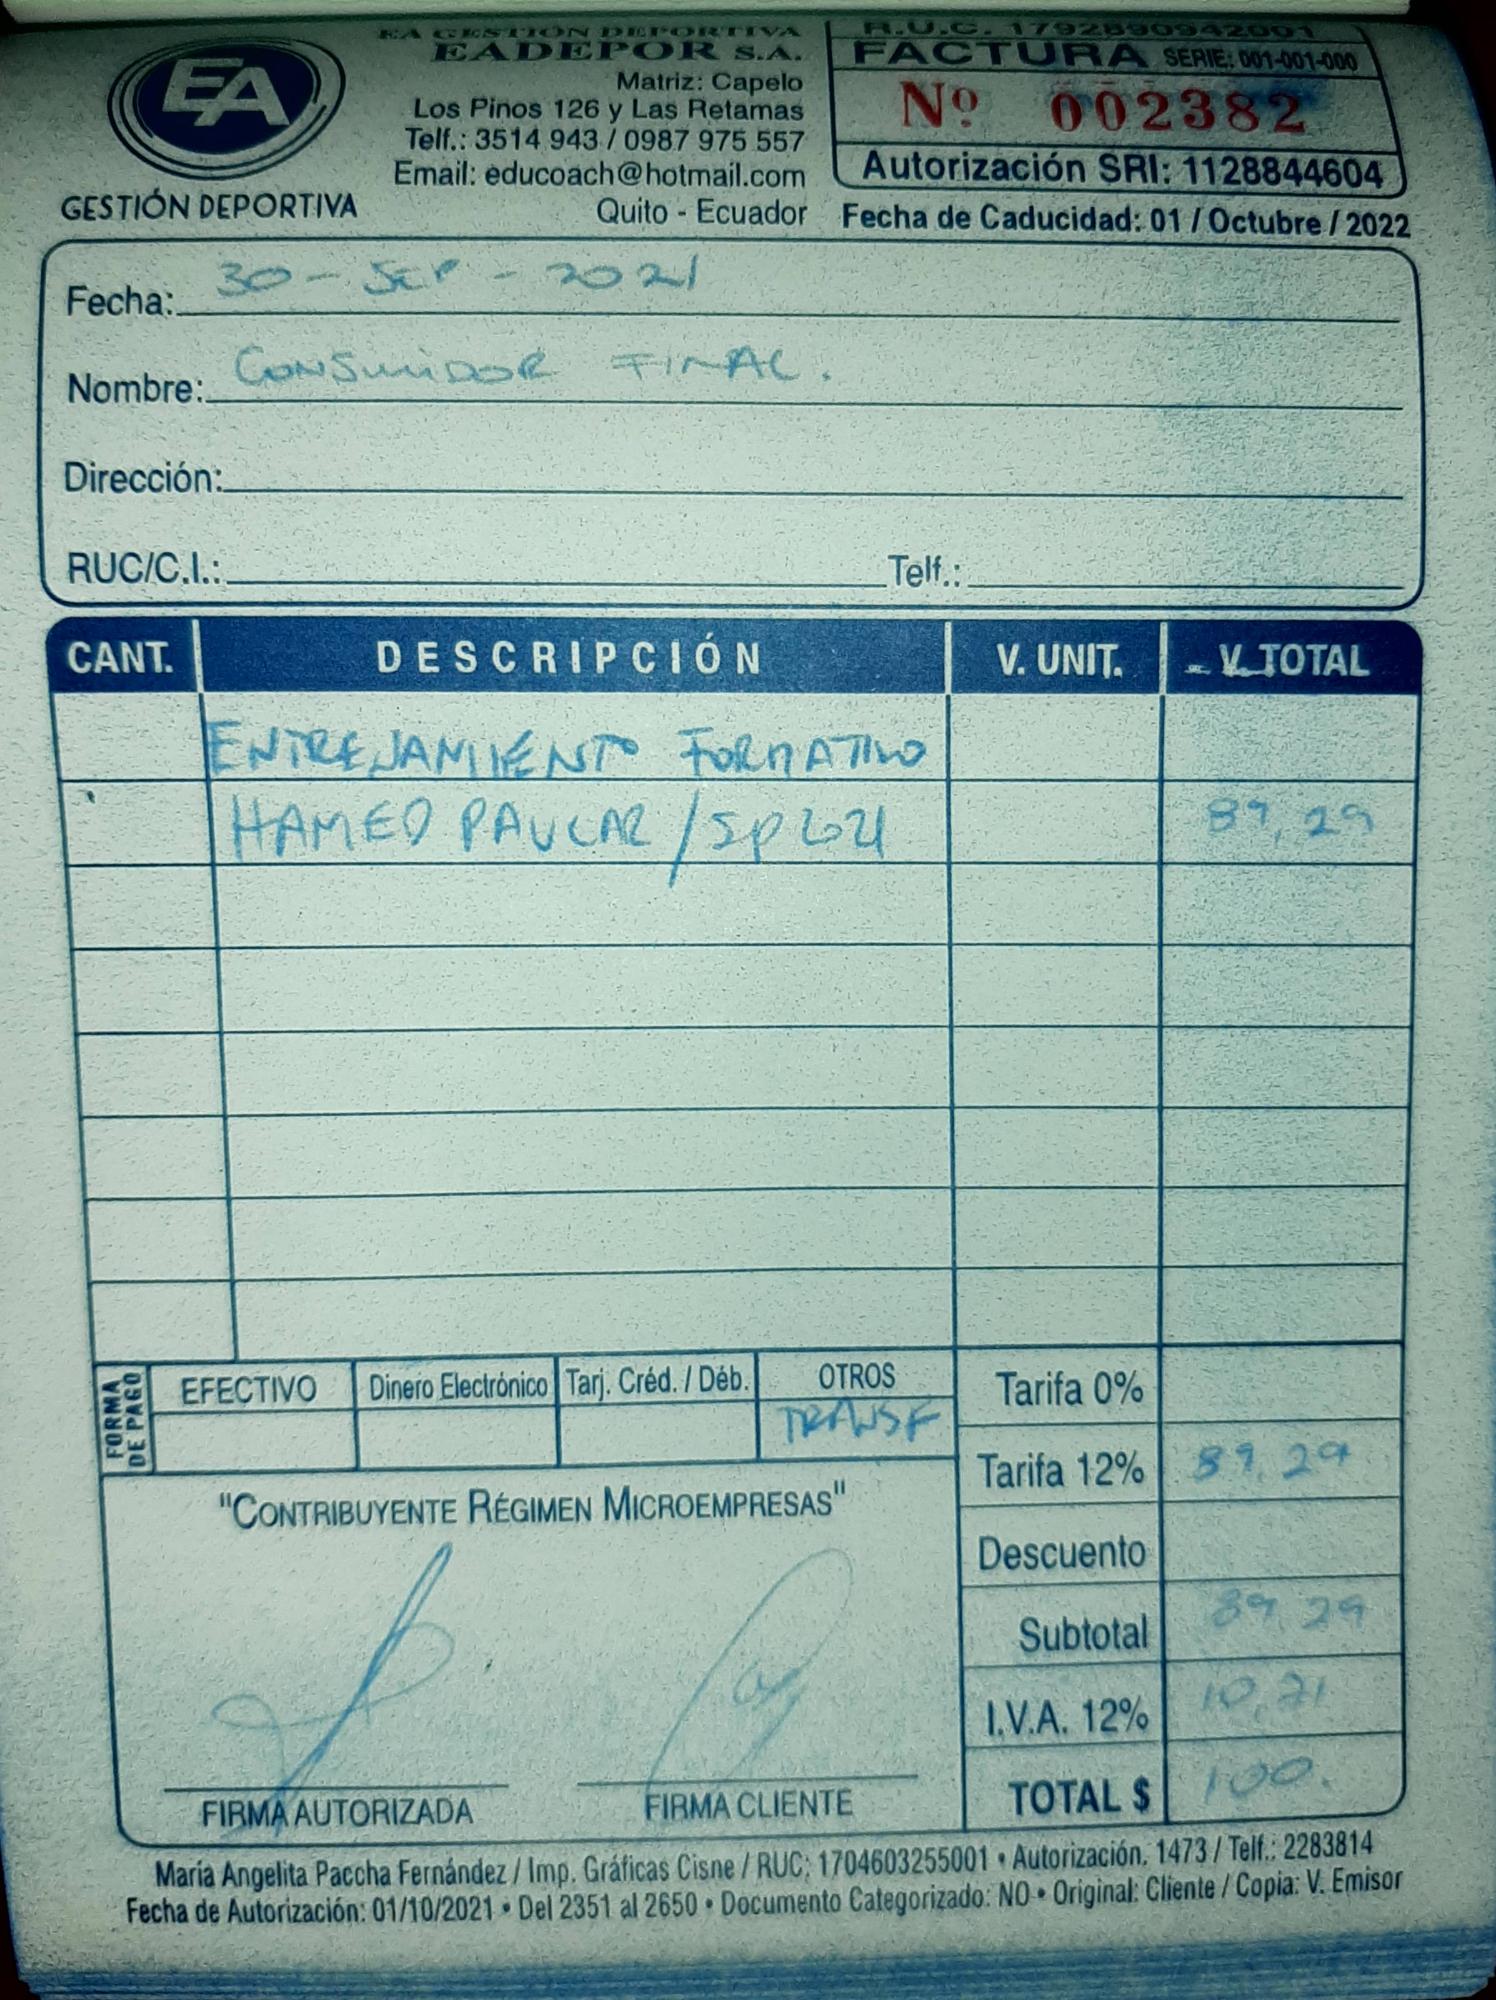 EA GESTIÓN DEPORTIVA
EADEPOR S.A.
Matriz: Capelo
Los Pinos 126 y Las Retamas
Telf.: 3514 943 / 0987 975 557
Email: educoach@hotmail.com
Quito - Ecuador
EA
GESTIÓN DEPORTIVA
R.U.C. 1792890942001
FACTURA SERIE: 001-001-000
Nº 002382
Autorización SRI: 1128844604
Fecha de Caducidad: 01 / Octubre / 2022
Fecha: 30 - SEP - 2021
Nombre: CONSUMIDOR FINAL.
Dirección:
RUC/C.I.: Telf.:
CANT. DESCRIPCIÓN V. UNIT. V. TOTAL
ENTRENAMIENTO FORMATIVO
HAMED PAUCAR / 89,29
FORMA DE PAGO
EFECTIVO Dinero Electrónico Tarj. Créd. / Déb. OTROS
TRANSF
Tarifa 0%
Tarifa 12% 89,29
Descuento
Subtotal 89,29
I.V.A. 12% 10,71
TOTAL $ 100.
"CONTRIBUYENTE RÉGIMEN MICROEMPRESAS"
FIRMA AUTORIZADA FIRMA CLIENTE
María Angelita Paccha Fernández / Imp. Gráficas Cisne / RUC: 1704603255001 • Autorización. 1473 / Telf.: 2283814
Fecha de Autorización: 01/10/2021 • Del 2351 al 2650 • Documento Categorizado: NO • Original: Cliente / Copia: V. Emisor